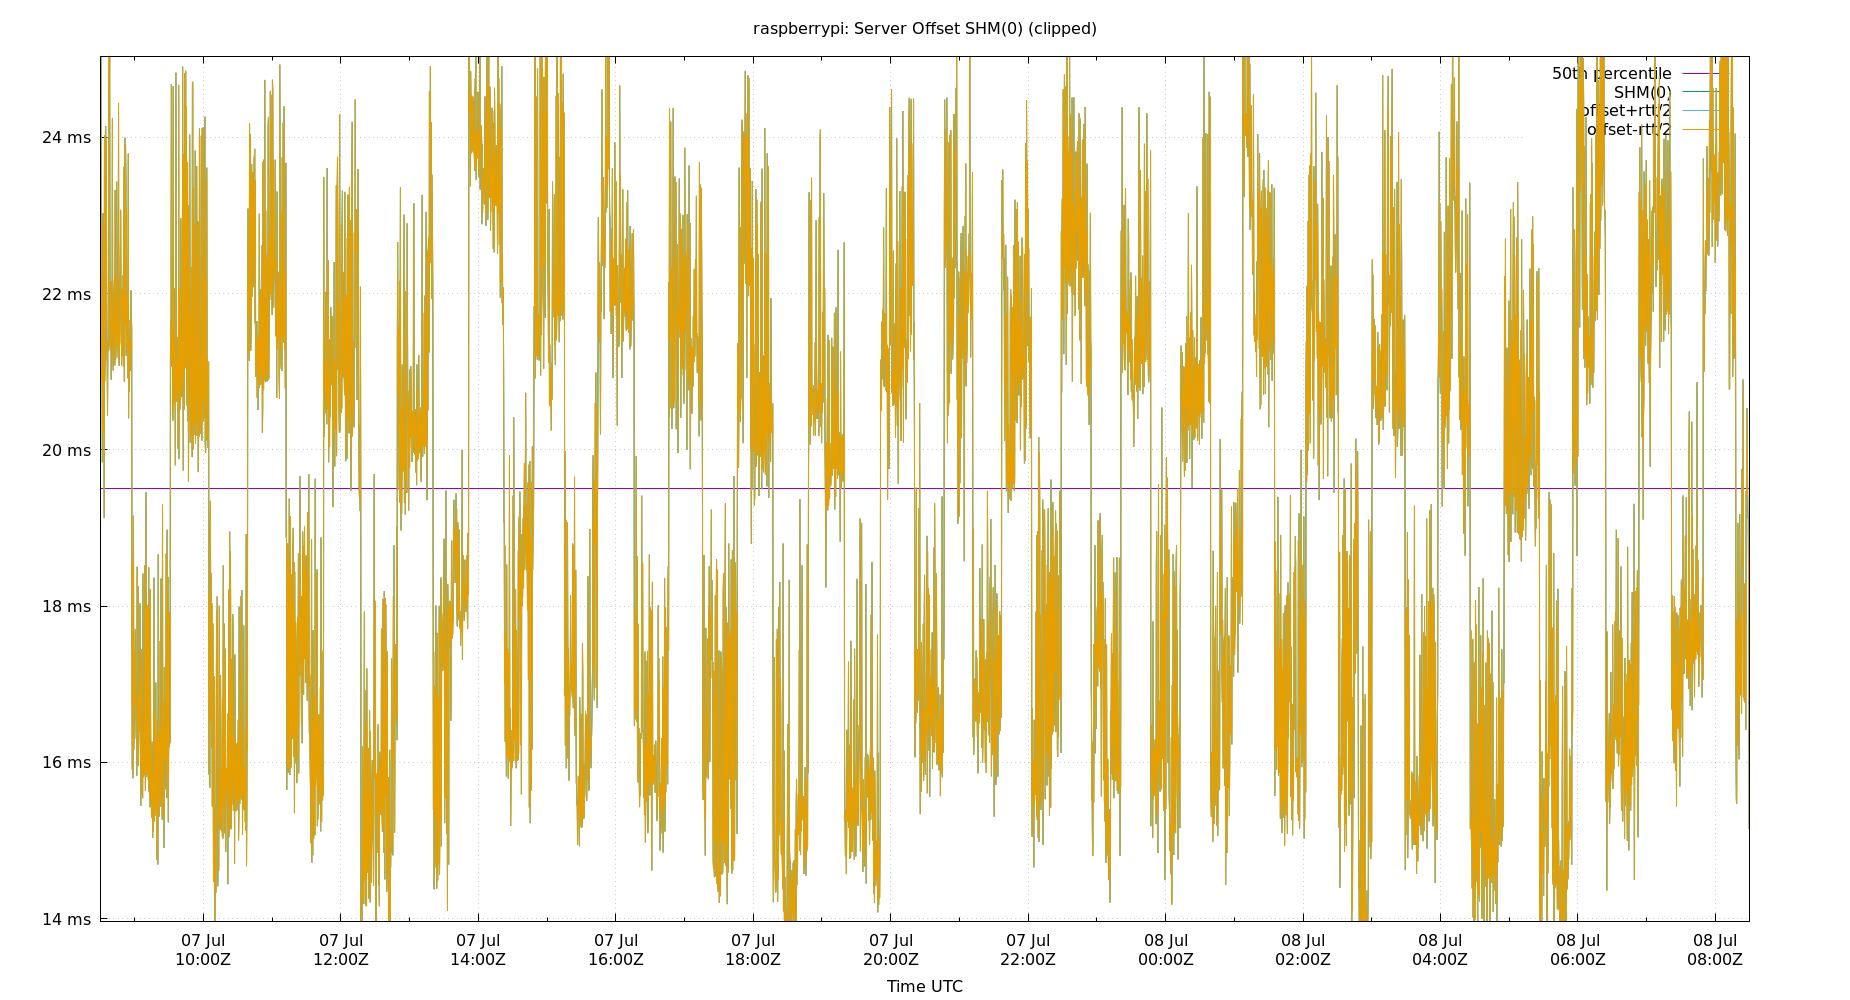 raspberrypi: Server Offset SHM(0) (clipped)
50th percentile
SHM(0)
offset+rtt/2
offset-rtt/2
24 ms
22 ms
20 ms
18 ms
16 ms
14 ms
07 Jul 07 Jul 07 Jul 07 Jul 07 Jul 07 Jul 07 Jul 08 Jul 08 Jul 08 Jul 08 Jul 08 Jul
10:00Z 12:00Z 14:00Z 16:00Z 18:00Z 20:00Z 22:00Z 00:00Z 02:00Z 04:00Z 06:00Z 08:00Z
Time UTC